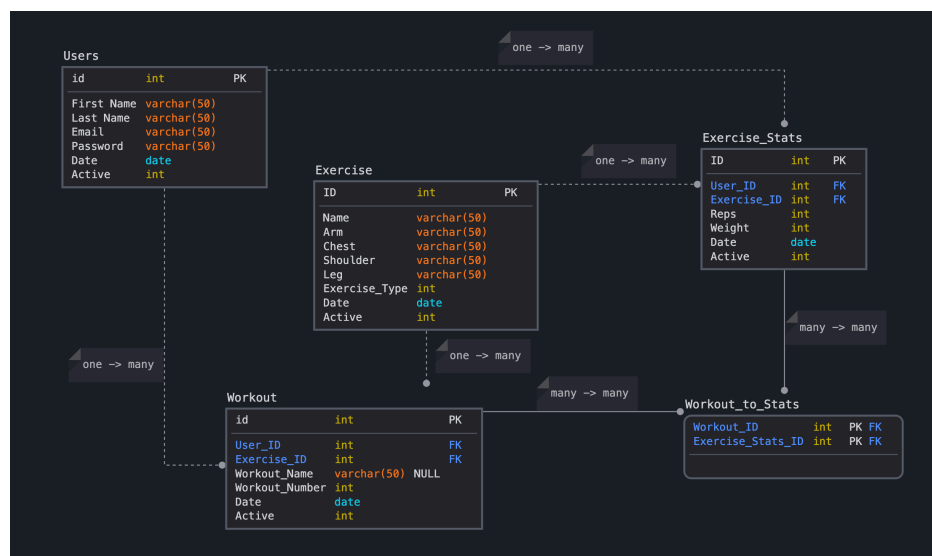 one -> many
Users
id int PK
First Name varchar(50)
Last Name varchar(50)
Email varchar(50)
Password varchar(50)
Date date
Active int
Exercise_Stats
ID int PK
User_ID int FK
Exercise_ID int FK
Reps int
Weight int
Date date
Active int
one -> many
Exercise
ID int PK
Name varchar(50)
Arm varchar(50)
Chest varchar(50)
Shoulder varchar(50)
Leg varchar(50)
Exercise_Type int
Date date
Active int
many -> many
one -> many
one -> many
many -> many
Workout
id int PK
User_ID int FK
Exercise_ID int FK
Workout_Name varchar(50) NULL
Workout_Number int
Date date
Active int
Workout_to_Stats
Workout_ID int PK FK
Exercise_Stats_ID int PK FK